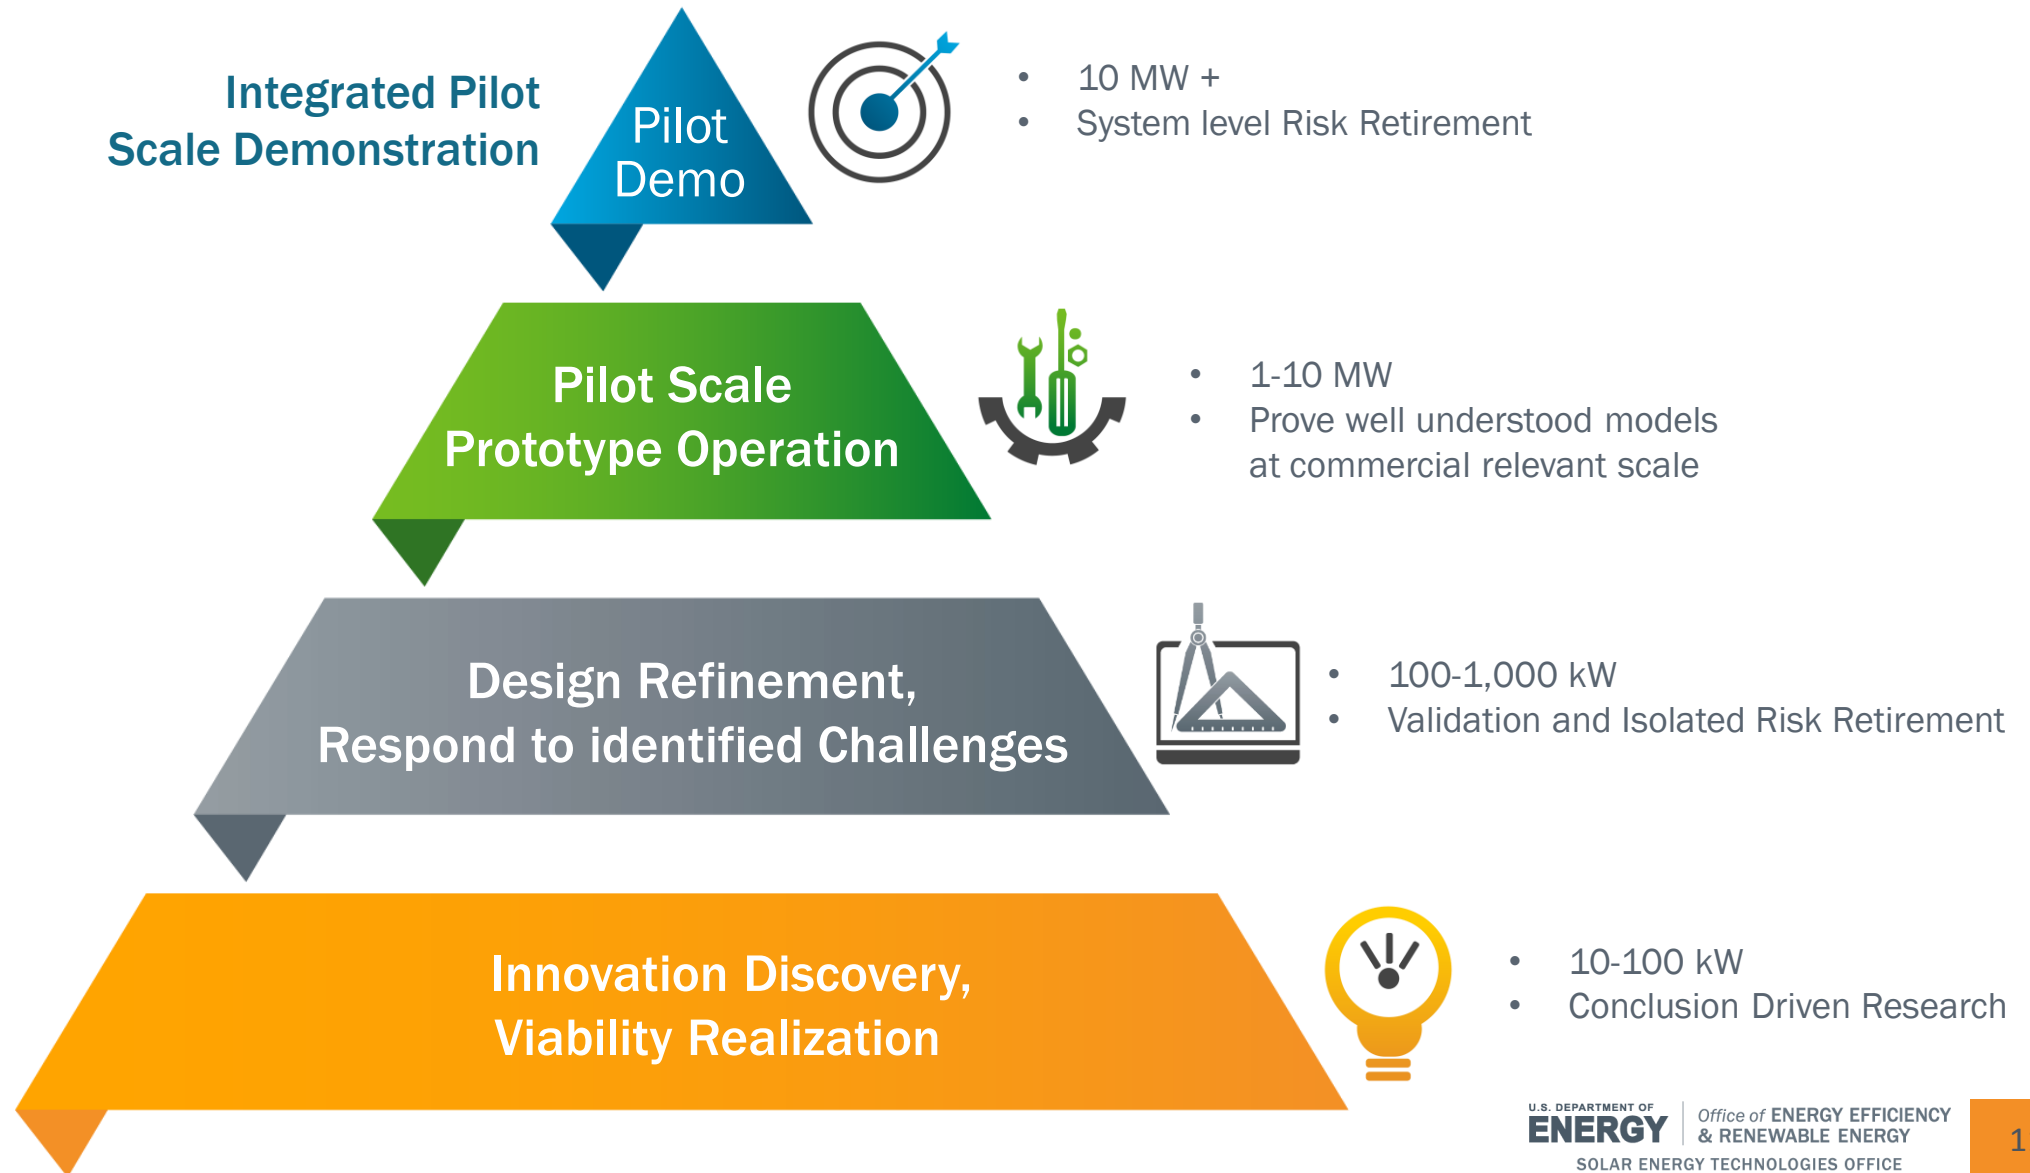 Integrated Pilot
Scale Demonstration
Pilot
Demo
• 10 MW +
• System level Risk Retirement
Pilot Scale
Prototype Operation
• 1-10 MW
• Prove well understood models
at commercial relevant scale
Design Refinement,
Respond to identified Challenges
• 100-1,000 kW
• Validation and Isolated Risk Retirement
Innovation Discovery,
Viability Realization
• 10-100 kW
• Conclusion Driven Research
U.S. DEPARTMENT OF
ENERGY
Office of ENERGY EFFICIENCY
& RENEWABLE ENERGY
SOLAR ENERGY TECHNOLOGIES OFFICE
1